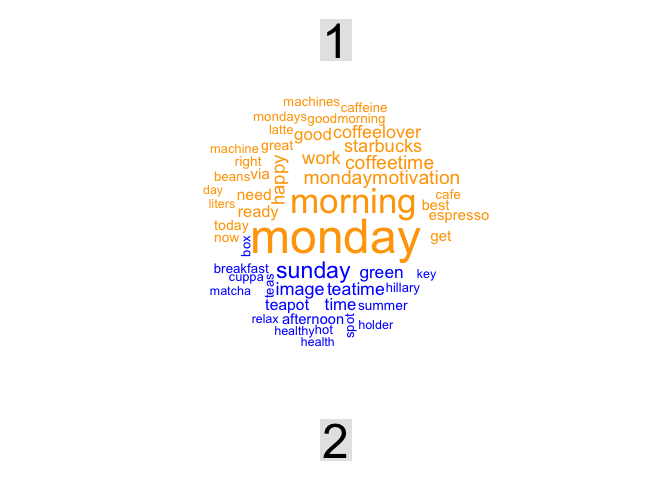 1
machines
caffeine
mondays goodmorning
latte good coffeelover
machine great starbucks
right work coffeetime
beans via happy mondaymotivation
day need morning cafe
liters ready best espresso
today monday get
now box
breakfast sunday green key
cuppa teas image teatime hillary
matcha teapot time summer
relax afternoon spot holder
healthy hot
health
2